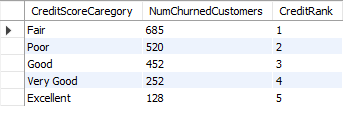 CreditScoreCaregory NumChurnedCustomers CreditRank
Fair 685 1
Poor 520 2
Good 452 3
Very Good 252 4
Excellent 128 5